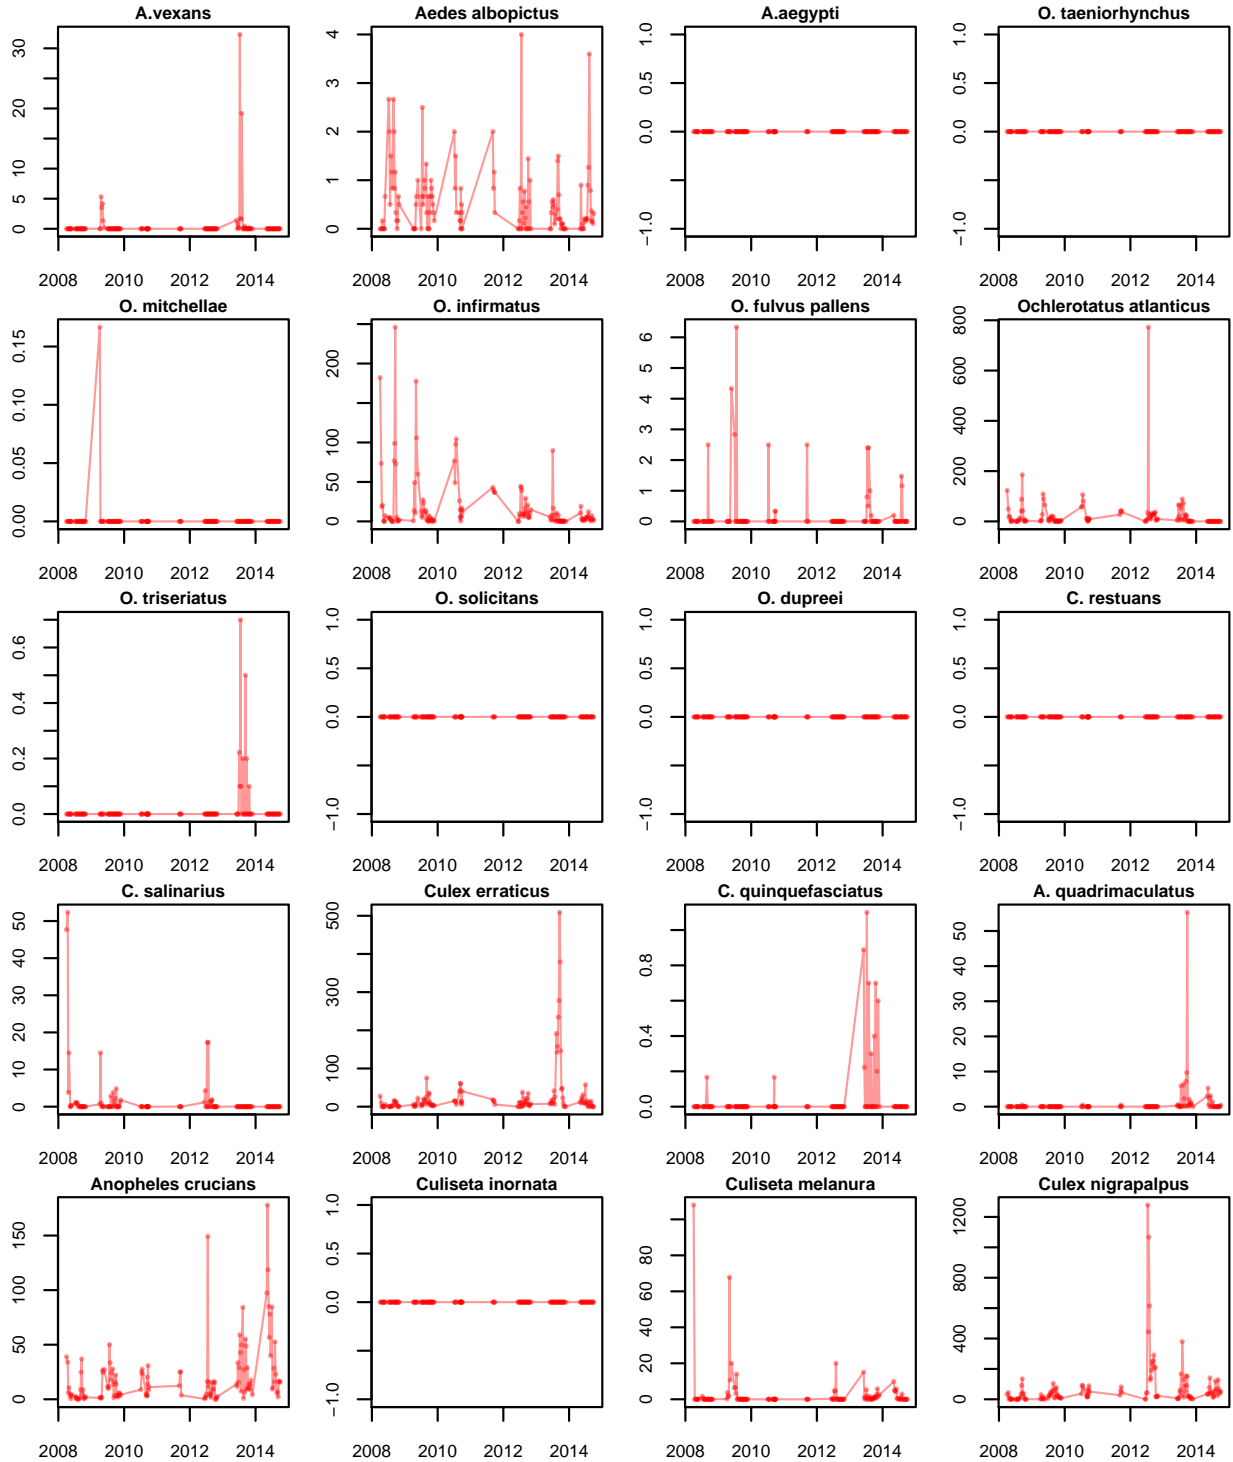 A.vexans
0 5 10 20 30
2008 2010 2012 2014
Aedes albopictus
0 1 2 3 4
2008 2010 2012 2014
A.aegypti
−1.0 0.0 0.5 1.0
2008 2010 2012 2014
O. taeniorhynchus
−1.0 0.0 0.5 1.0
2008 2010 2012 2014
O. mitchellae
0.00 0.05 0.10 0.15
2008 2010 2012 2014
O. infirmatus
0 50 100 200
2008 2010 2012 2014
O. fulvus pallens
0 1 2 3 4 5 6
2008 2010 2012 2014
Ochlerotatus atlanticus
0 200 400 600 800
2008 2010 2012 2014
O. triseriatus
0.0 0.2 0.4 0.6
2008 2010 2012 2014
O. solicitans
−1.0 0.0 0.5 1.0
2008 2010 2012 2014
O. dupreei
−1.0 0.0 0.5 1.0
2008 2010 2012 2014
C. restuans
−1.0 0.0 0.5 1.0
2008 2010 2012 2014
C. salinarius
0 10 20 30 40 50
2008 2010 2012 2014
Culex erraticus
0 100 300 500
2008 2010 2012 2014
C. quinquefasciatus
0.0 0.4 0.8
2008 2010 2012 2014
A. quadrimaculatus
0 10 20 30 40 50
2008 2010 2012 2014
Anopheles crucians
0 50 100 150
2008 2010 2012 2014
Culiseta inornata
−1.0 0.0 0.5 1.0
2008 2010 2012 2014
Culiseta melanura
0 20 40 60 80
2008 2010 2012 2014
Culex nigrapalpus
0 400 800 1200
2008 2010 2012 2014